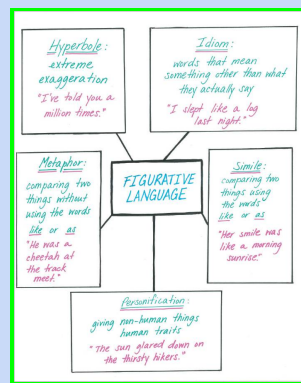 Hyperbole:
extreme
exaggeration
"I've told you a
million times."
Idiom:
words that mean
something other than what
they actually say
"I slept like a log
last night."
Metaphor:
comparing two
things without
using the words
like or as
"He was a
cheetah at
the track
meet."
FIGURATIVE
LANGUAGE
Simile:
comparing two
things using
the words
like or as
"Her smile was
like a morning
sunrise."
Personification:
giving non-human things
human traits
"The sun glared down on
the thirsty hikers."